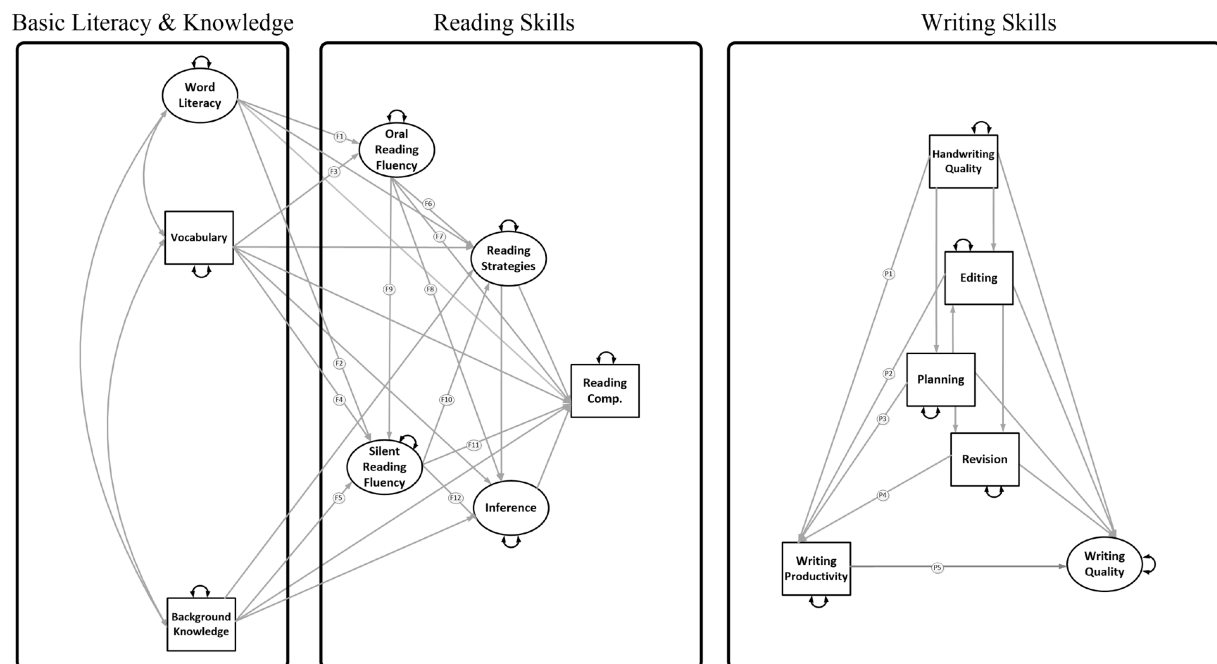 Basic Literacy & Knowledge
Reading Skills
Writing Skills
Word
Literacy
Vocabulary
Background
Knowledge
F1
F3
F2
F4
F5
Oral
Reading
Fluency
F6
F7
F9
F8
Reading
Strategies
F10
F11
F12
Reading
Comp.
Silent
Reading
Fluency
Inference
Handwriting
Quality
Editing
Planning
Revision
P1
P2
P3
P4
P5
Writing
Productivity
Writing
Quality